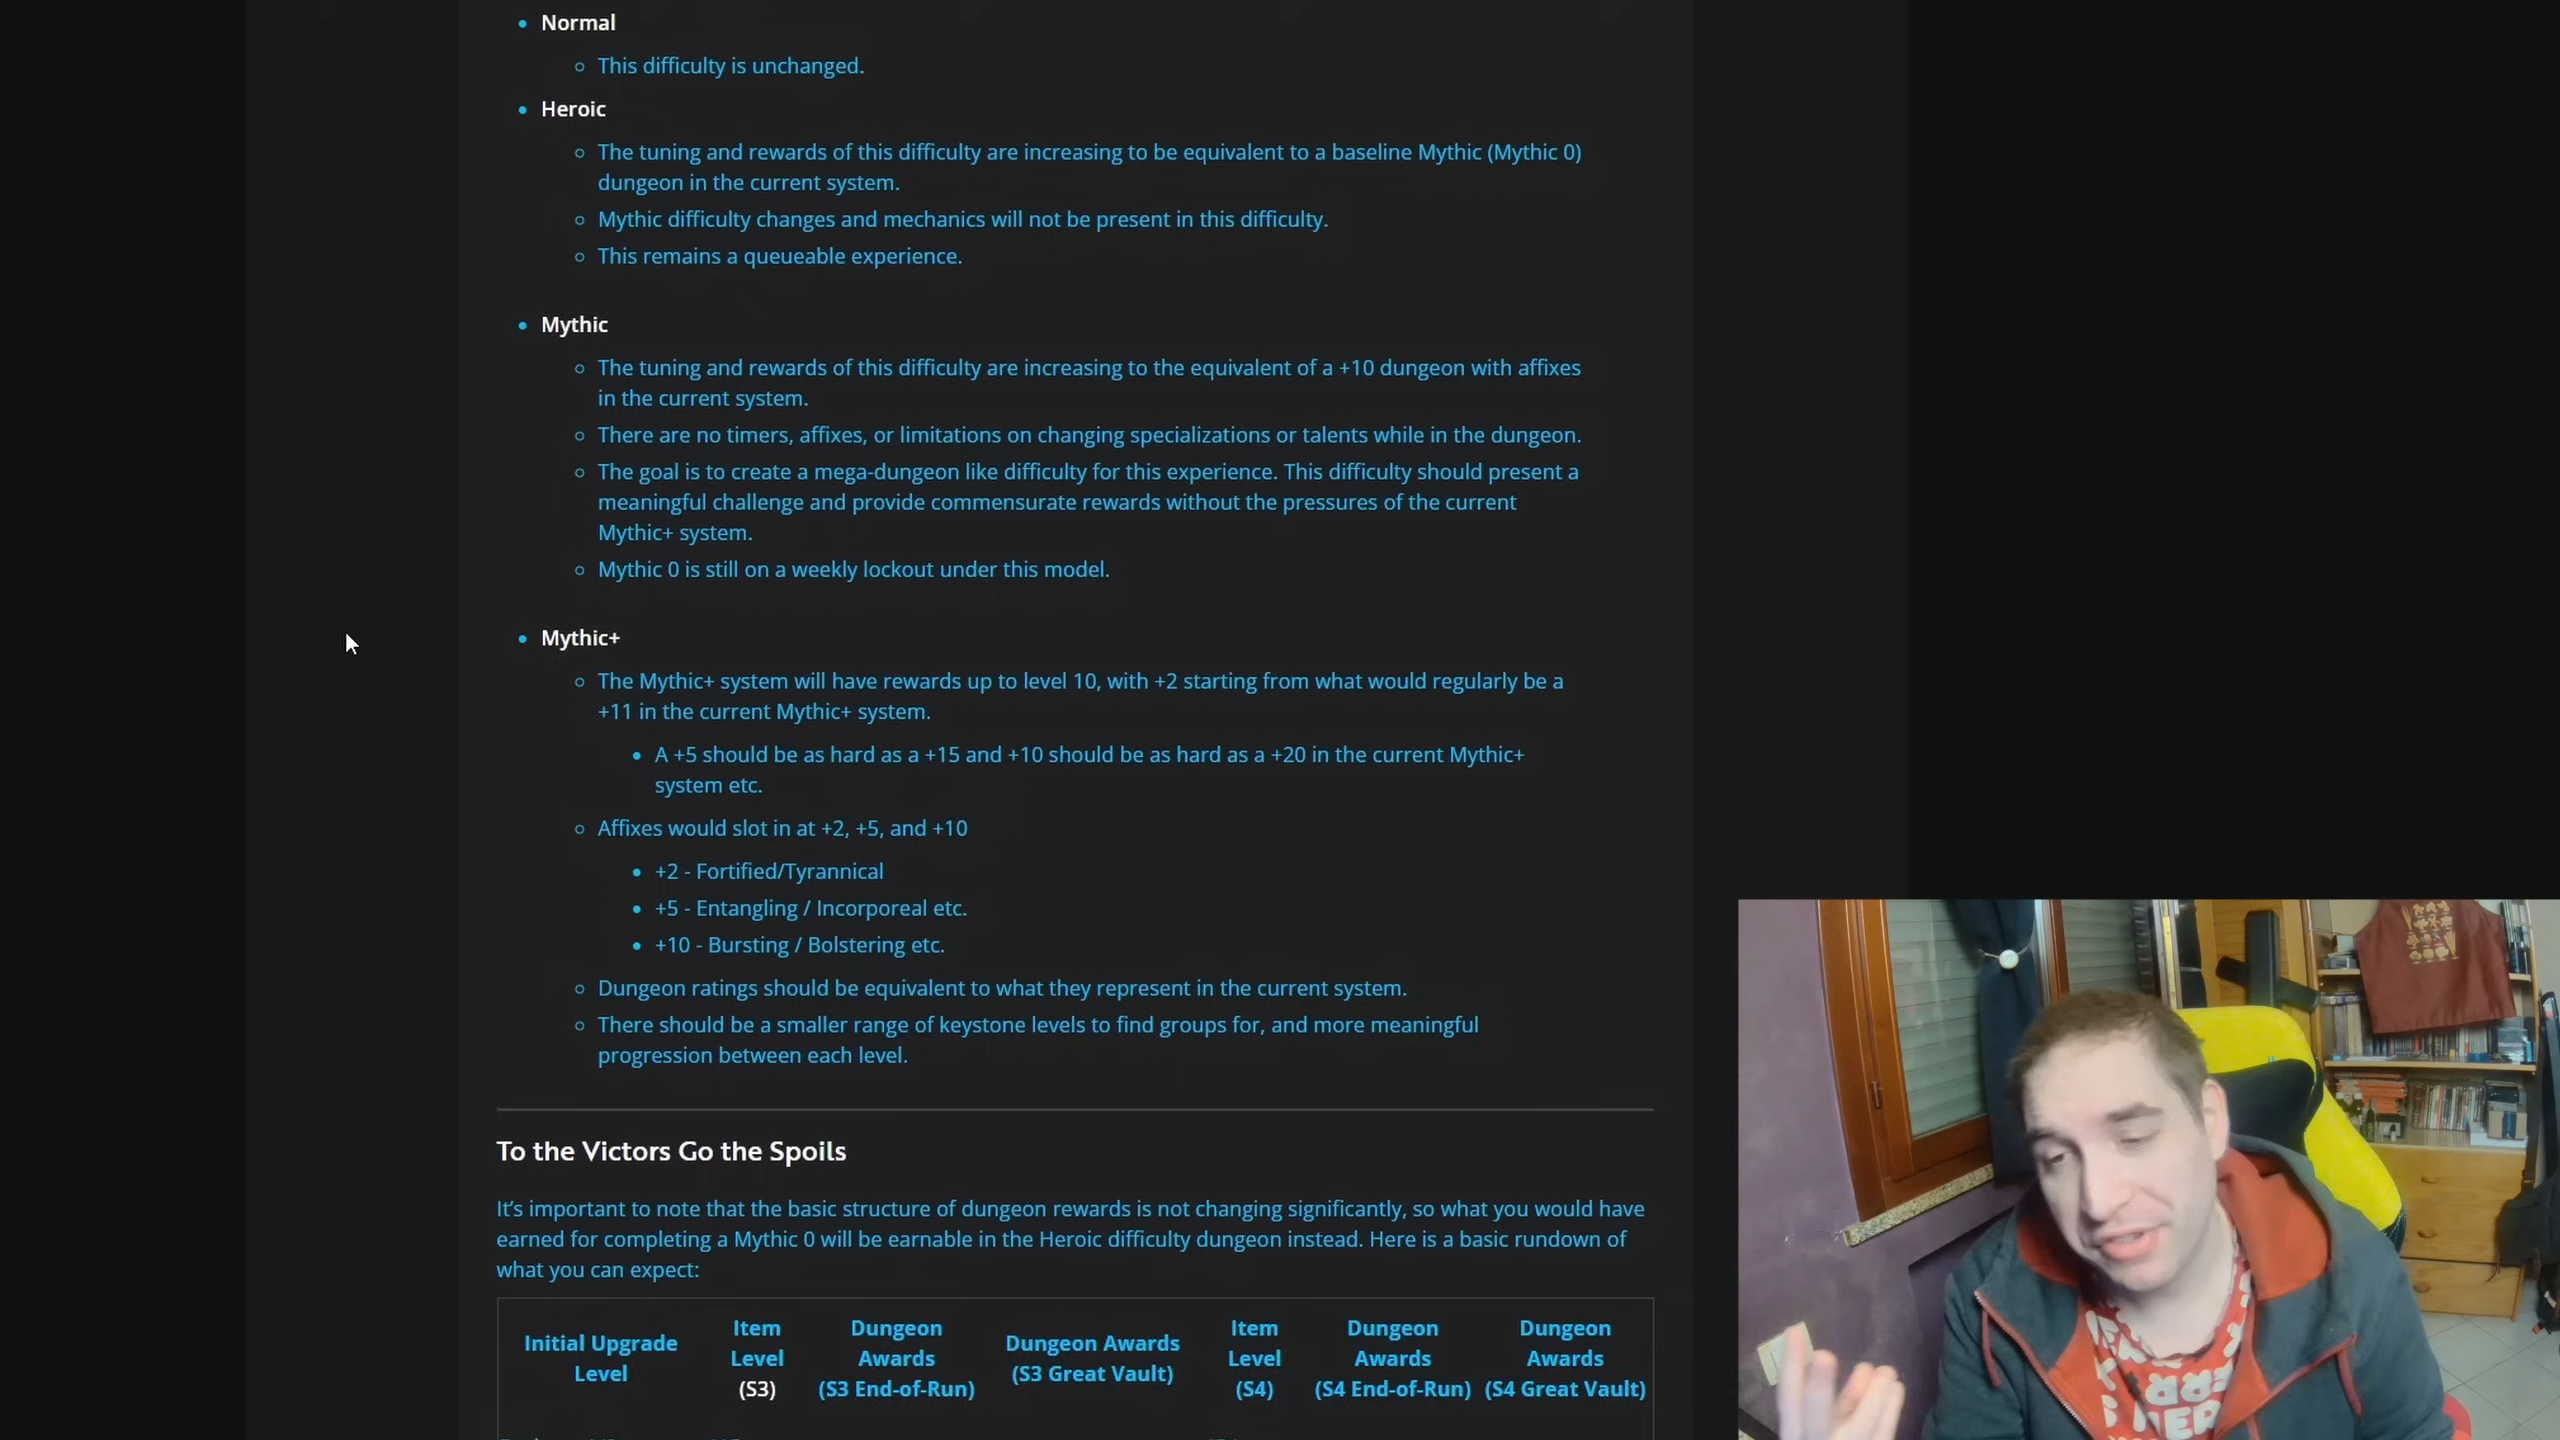 Normal
This difficulty is unchanged.
Heroic
The tuning and rewards of this difficulty are increasing to be equivalent to a baseline Mythic (Mythic 0)
dungeon in the current system.
Mythic difficulty changes and mechanics will not be present in this difficulty.
This remains a queueable experience.
Mythic
The tuning and rewards of this difficulty are increasing to the equivalent of a +10 dungeon with affixes
in the current system.
There are no timers, affixes, or limitations on changing specializations or talents while in the dungeon.
The goal is to create a mega-dungeon like difficulty for this experience. This difficulty should present a
meaningful challenge and provide commensurate rewards without the pressures of the current
Mythic+ system.
Mythic 0 is still on a weekly lockout under this model.
Mythic+
The Mythic+ system will have rewards up to level 10, with +2 starting from what would regularly be a
+11 in the current Mythic+ system.
A +5 should be as hard as a +15 and +10 should be as hard as a +20 in the current Mythic+
system etc.
Affixes would slot in at +2, +5, and +10
+2 - Fortified/Tyrannical
+5 - Entangling / Incorporeal etc.
+10 - Bursting / Bolstering etc.
Dungeon ratings should be equivalent to what they represent in the current system.
There should be a smaller range of keystone levels to find groups for, and more meaningful
progression between each level.
To the Victors Go the Spoils
It's important to note that the basic structure of dungeon rewards is not changing significantly, so what you would have
earned for completing a Mythic 0 will be earnable in the Heroic difficulty dungeon instead. Here is a basic rundown of
what you can expect:
Initial Upgrade
Level
Item
Level
(S3)
Dungeon
Awards
(S3 End-of-Run)
Dungeon Awards
(S3 Great Vault)
Item
Level
(S4)
Dungeon
Awards
(S4 End-of-Run)
Dungeon
Awards
(S4 Great Vault)